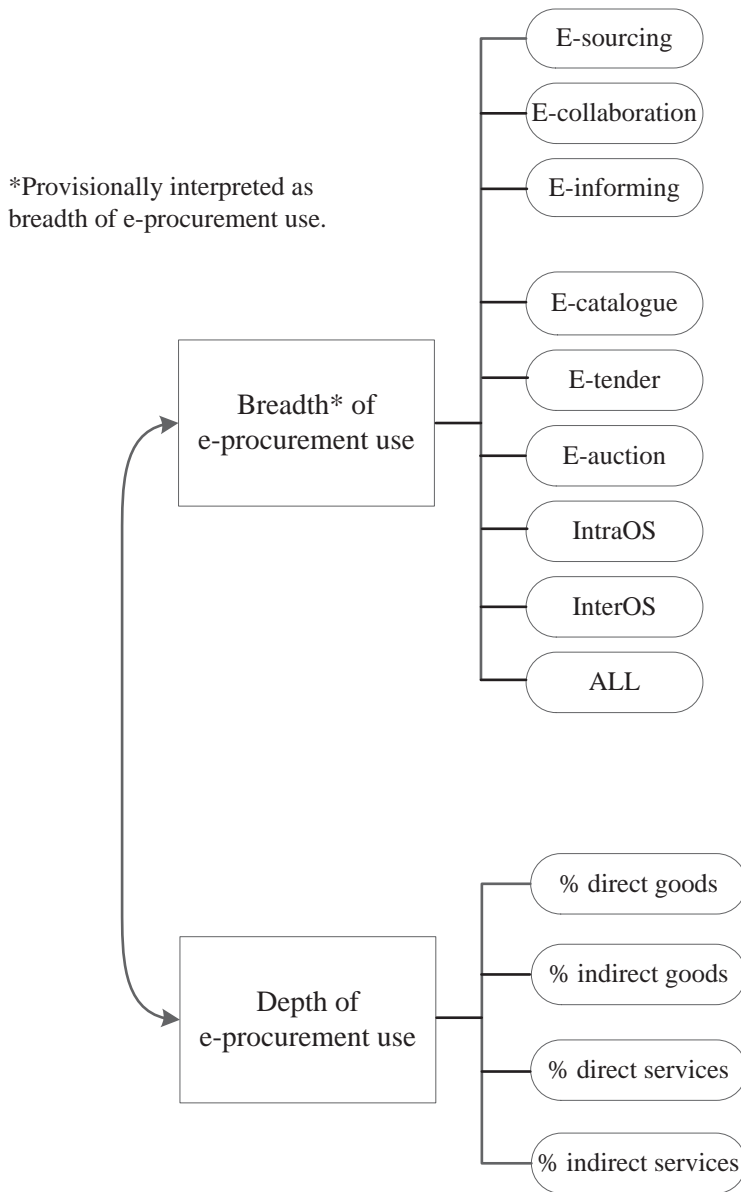 E-sourcing
E-collaboration
E-informing
*Provisionally interpreted as
breadth of e-procurement use.
E-catalogue
E-tender
Breadth* of
e-procurement use
E-auction
IntraOS
InterOS
ALL
% direct goods
% indirect goods
Depth of
e-procurement use
% direct services
% indirect services